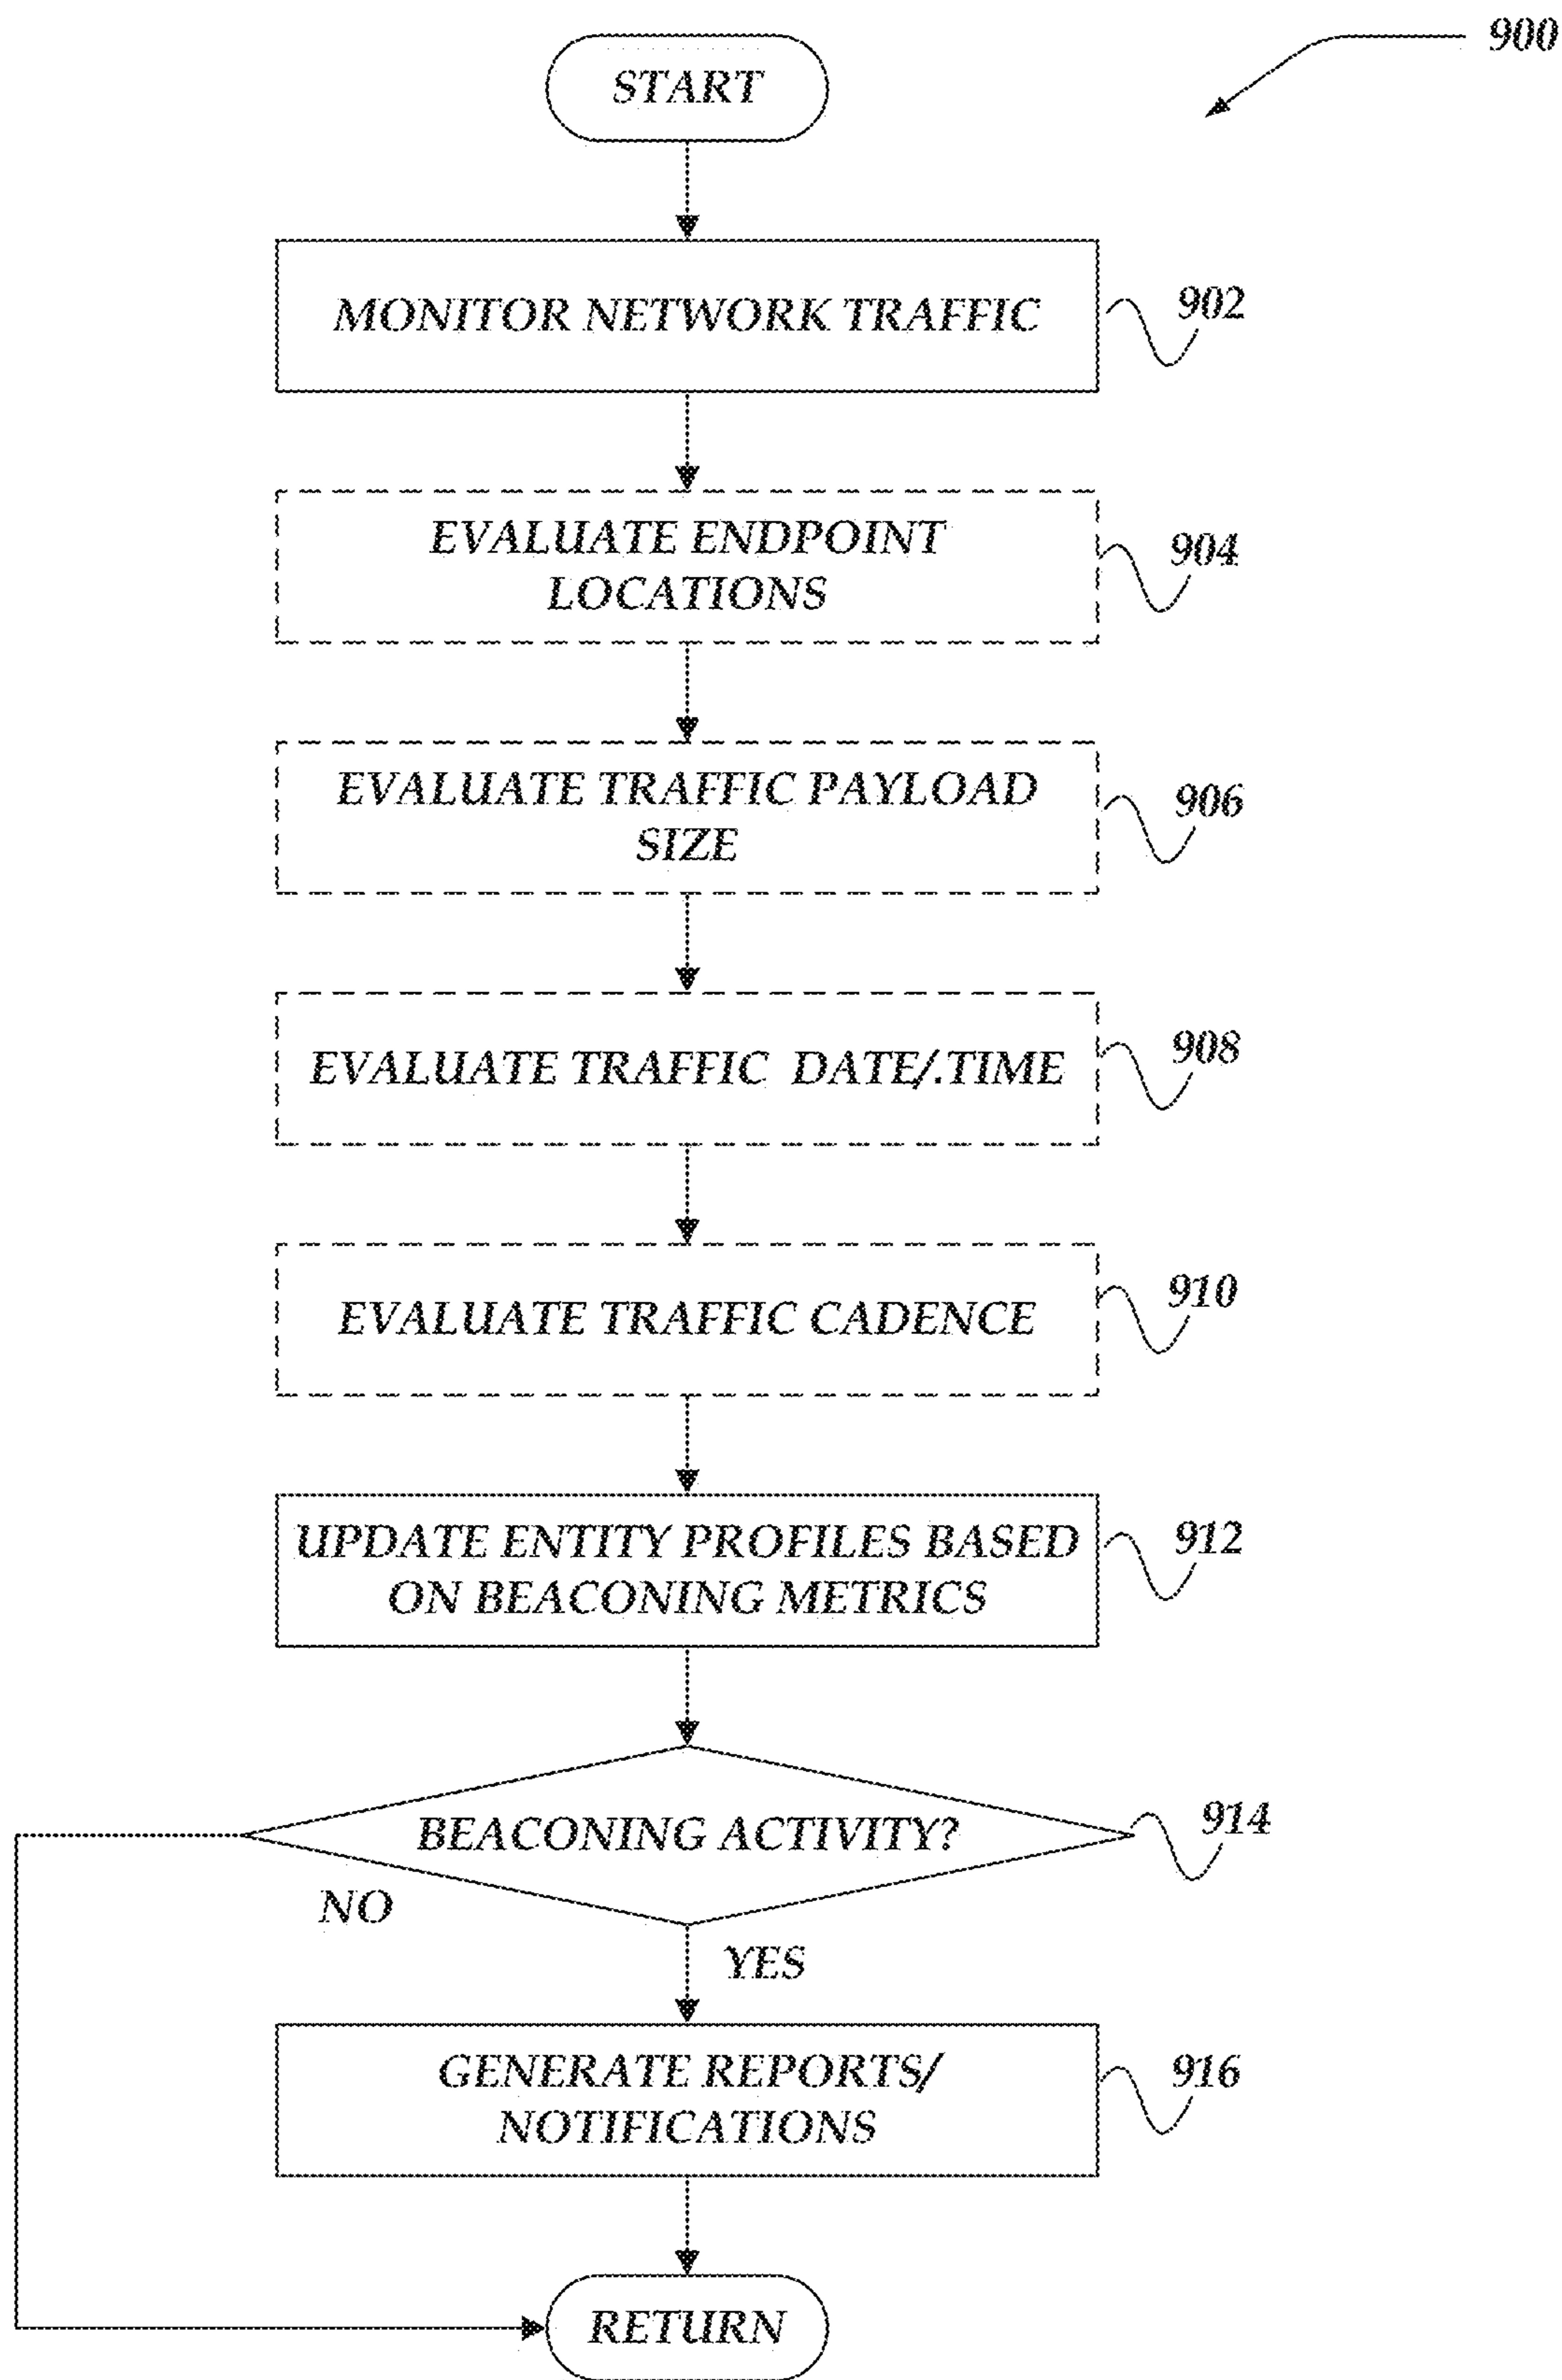 900
START
MONITOR NETWORK TRAFFIC
902
EVALUATE ENDPOINT
LOCATIONS
904
EVALUATE TRAFFIC PAYLOAD
SIZE
906
EVALUATE TRAFFIC  DATE/.TIME
908
EVALUATE TRAFFIC CADENCE
910
UPDATE ENTITY PROFILES BASED
ON BEACONING METRICS
912
BEACONING ACTIVITY?
914
NO
YES
GENERATE REPORTS/
NOTIFICATIONS
916
RETURN